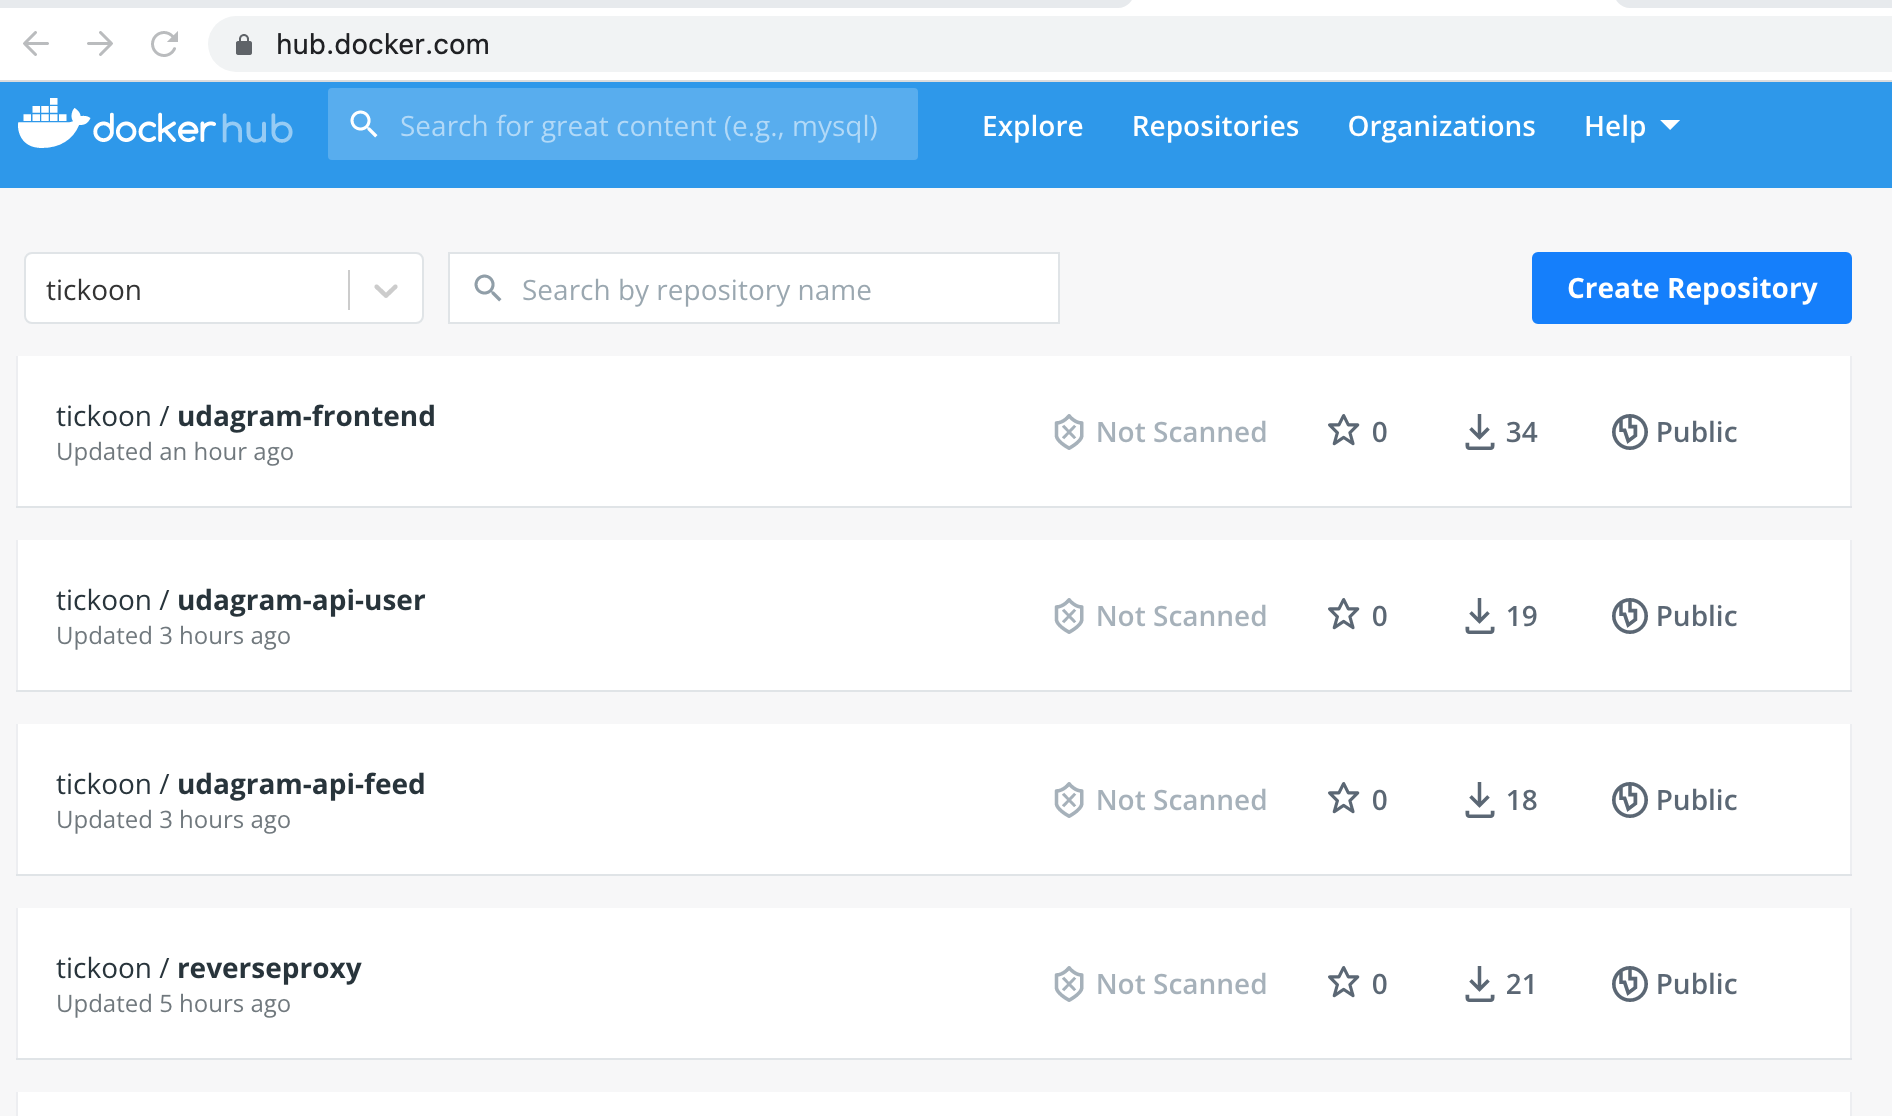 hub.docker.com
dockerhub
Search for great content (e.g., mysql)
Explore
Repositories
Organizations
Help
tickoon
Search by repository name
Create Repository
tickoon / udagram-frontend
Updated an hour ago
Not Scanned
0
34
Public
tickoon / udagram-api-user
Updated 3 hours ago
Not Scanned
0
19
Public
tickoon / udagram-api-feed
Updated 3 hours ago
Not Scanned
0
18
Public
tickoon / reverseproxy
Updated 5 hours ago
Not Scanned
0
21
Public